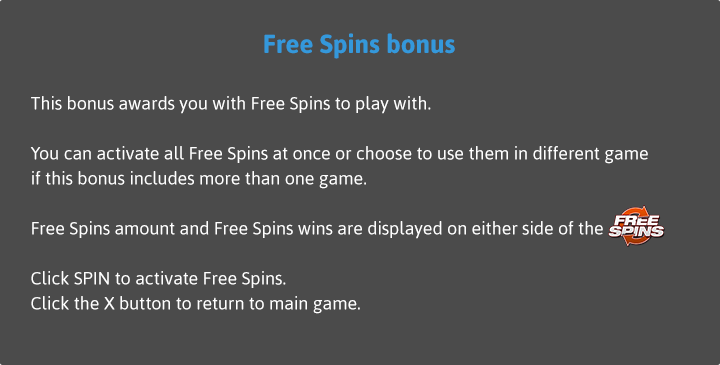 Free Spins bonus
This bonus awards you with Free Spins to play with.
You can activate all Free Spins at once or choose to use them in different game
if this bonus includes more than one game.
Free Spins amount and Free Spins wins are displayed on either side of the FREE SPINS
Click SPIN to activate Free Spins.
Click the X button to return to main game.